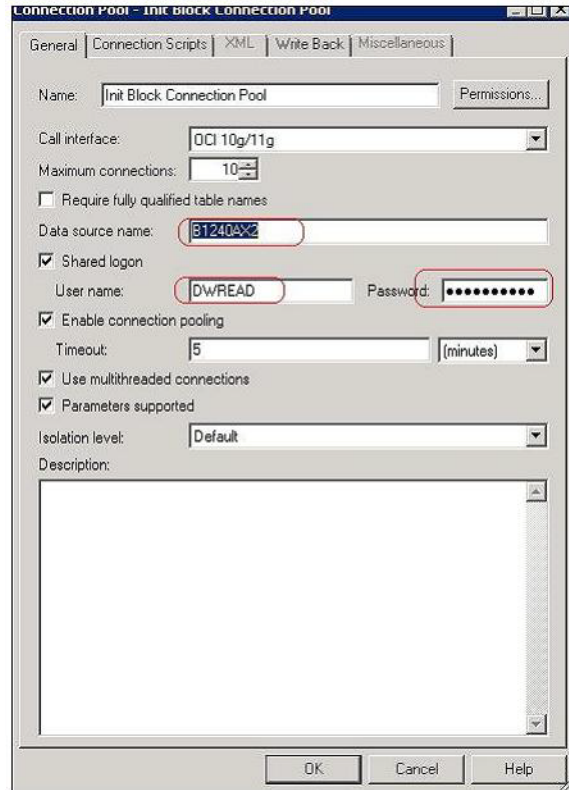 Connection Pool - Init Block Connection Pool
General Connection Scripts XML Write Back Miscellaneous
Name: Init Block Connection Pool Permissions...
Call interface: OCI 10g/11g
Maximum connections: 10
Require fully qualified table names
Data source name: B1240AX2
Shared logon
User name: DWREAD Password: ●●●●●●●●●●
Enable connection pooling
Timeout: 5 (minutes)
Use multithreaded connections
Parameters supported
Isolation level: Default
Description:
OK Cancel Help